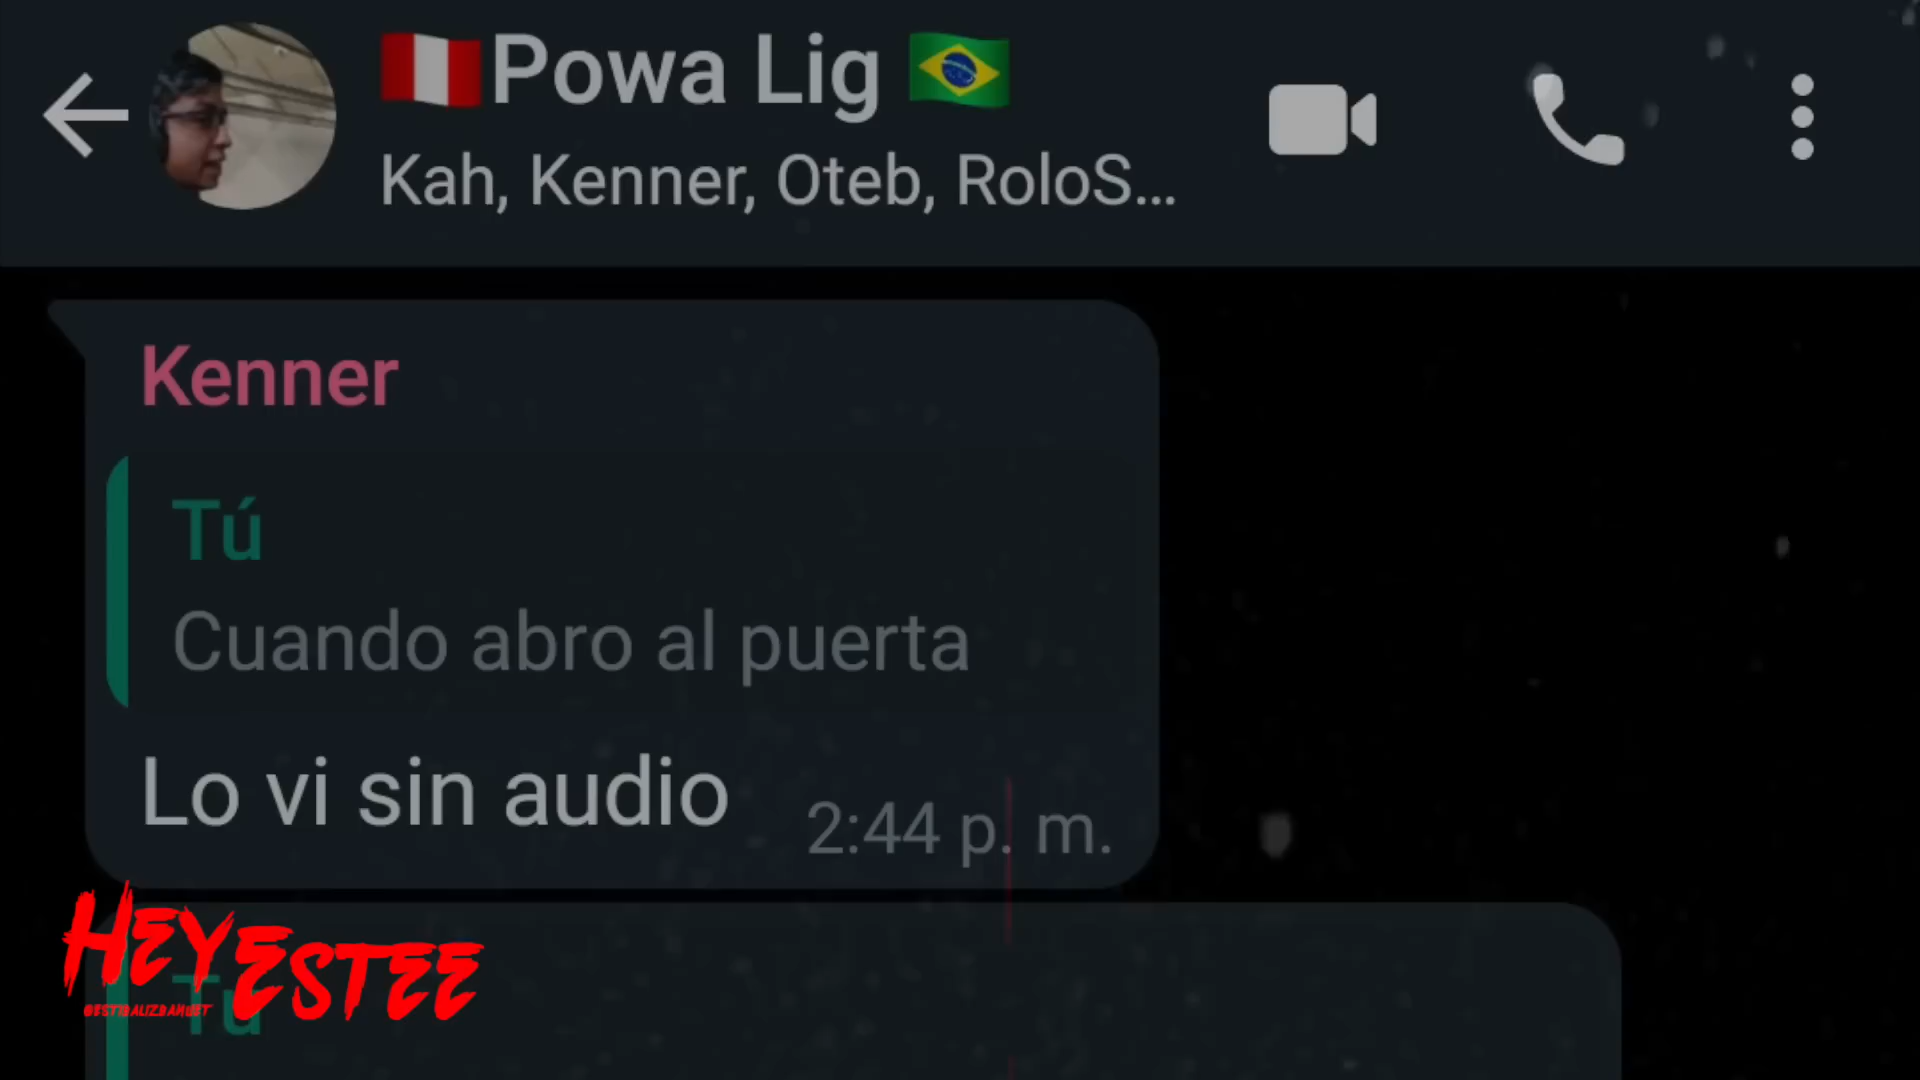 🇵🇪Powa Lig 🇧🇷
Kah, Kenner, Oteb, RoloS...
Kenner
Tú
Cuando abro al puerta
Lo vi sin audio
2:44 p. m.
HEYESTEE
Tú